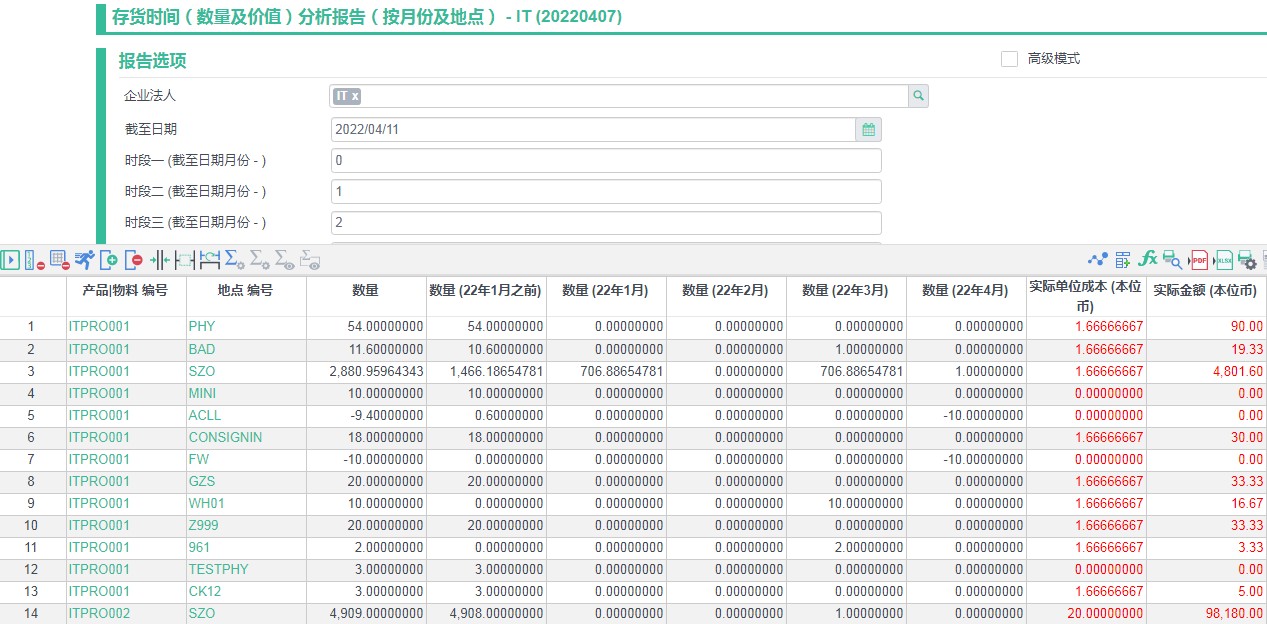 存货时间（数量及价值）分析报告（按月份及地点） - IT (20220407)
报告选项
高级模式
企业法人 IT x
截至日期 2022/04/11
时段一 (截至日期月份 - ) 0
时段二 (截至日期月份 - ) 1
时段三 (截至日期月份 - ) 2
fx PDF XLSX
产品|物料 编号 地点 编号 数量 数量 (22年1月之前) 数量 (22年1月) 数量 (22年2月) 数量 (22年3月) 数量 (22年4月) 实际单位成本 (本位币) 实际金额 (本位币)
1 ITPRO001 PHY 54.00000000 54.00000000 0.00000000 0.00000000 0.00000000 0.00000000 1.66666667 90.00
2 ITPRO001 BAD 11.60000000 10.60000000 0.00000000 0.00000000 1.00000000 0.00000000 1.66666667 19.33
3 ITPRO001 SZO 2,880.95964343 1,466.18654781 706.88654781 0.00000000 706.88654781 1.00000000 1.66666667 4,801.60
4 ITPRO001 MINI 10.00000000 10.00000000 0.00000000 0.00000000 0.00000000 0.00000000 0.00000000 0.00
5 ITPRO001 ACLL -9.40000000 0.60000000 0.00000000 0.00000000 0.00000000 -10.00000000 0.00000000 0.00
6 ITPRO001 CONSIGNIN 18.00000000 18.00000000 0.00000000 0.00000000 0.00000000 0.00000000 1.66666667 30.00
7 ITPRO001 FW -10.00000000 0.00000000 0.00000000 0.00000000 0.00000000 -10.00000000 0.00000000 0.00
8 ITPRO001 GZS 20.00000000 20.00000000 0.00000000 0.00000000 0.00000000 0.00000000 1.66666667 33.33
9 ITPRO001 WH01 10.00000000 0.00000000 0.00000000 0.00000000 10.00000000 0.00000000 1.66666667 16.67
10 ITPRO001 Z999 20.00000000 20.00000000 0.00000000 0.00000000 0.00000000 0.00000000 1.66666667 33.33
11 ITPRO001 961 2.00000000 0.00000000 0.00000000 0.00000000 2.00000000 0.00000000 1.66666667 3.33
12 ITPRO001 TESTPHY 3.00000000 3.00000000 0.00000000 0.00000000 0.00000000 0.00000000 0.00000000 0.00
13 ITPRO001 CK12 3.00000000 3.00000000 0.00000000 0.00000000 0.00000000 0.00000000 1.66666667 5.00
14 ITPRO002 SZO 4,909.00000000 4,908.00000000 0.00000000 0.00000000 1.00000000 0.00000000 20.00000000 98,180.00